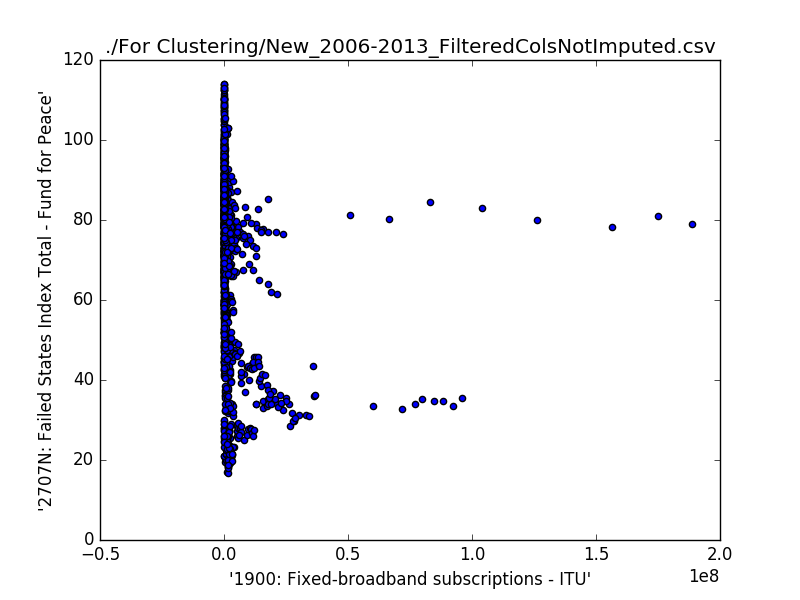 ./For Clustering/New_2006-2013_FilteredColsNotImputed.csv
120
100
80
60
40
20
0
'2707N: Failed States Index Total - Fund for Peace'
−0.5 0.0 0.5 1.0 1.5 2.0
1e8
'1900: Fixed-broadband subscriptions - ITU'